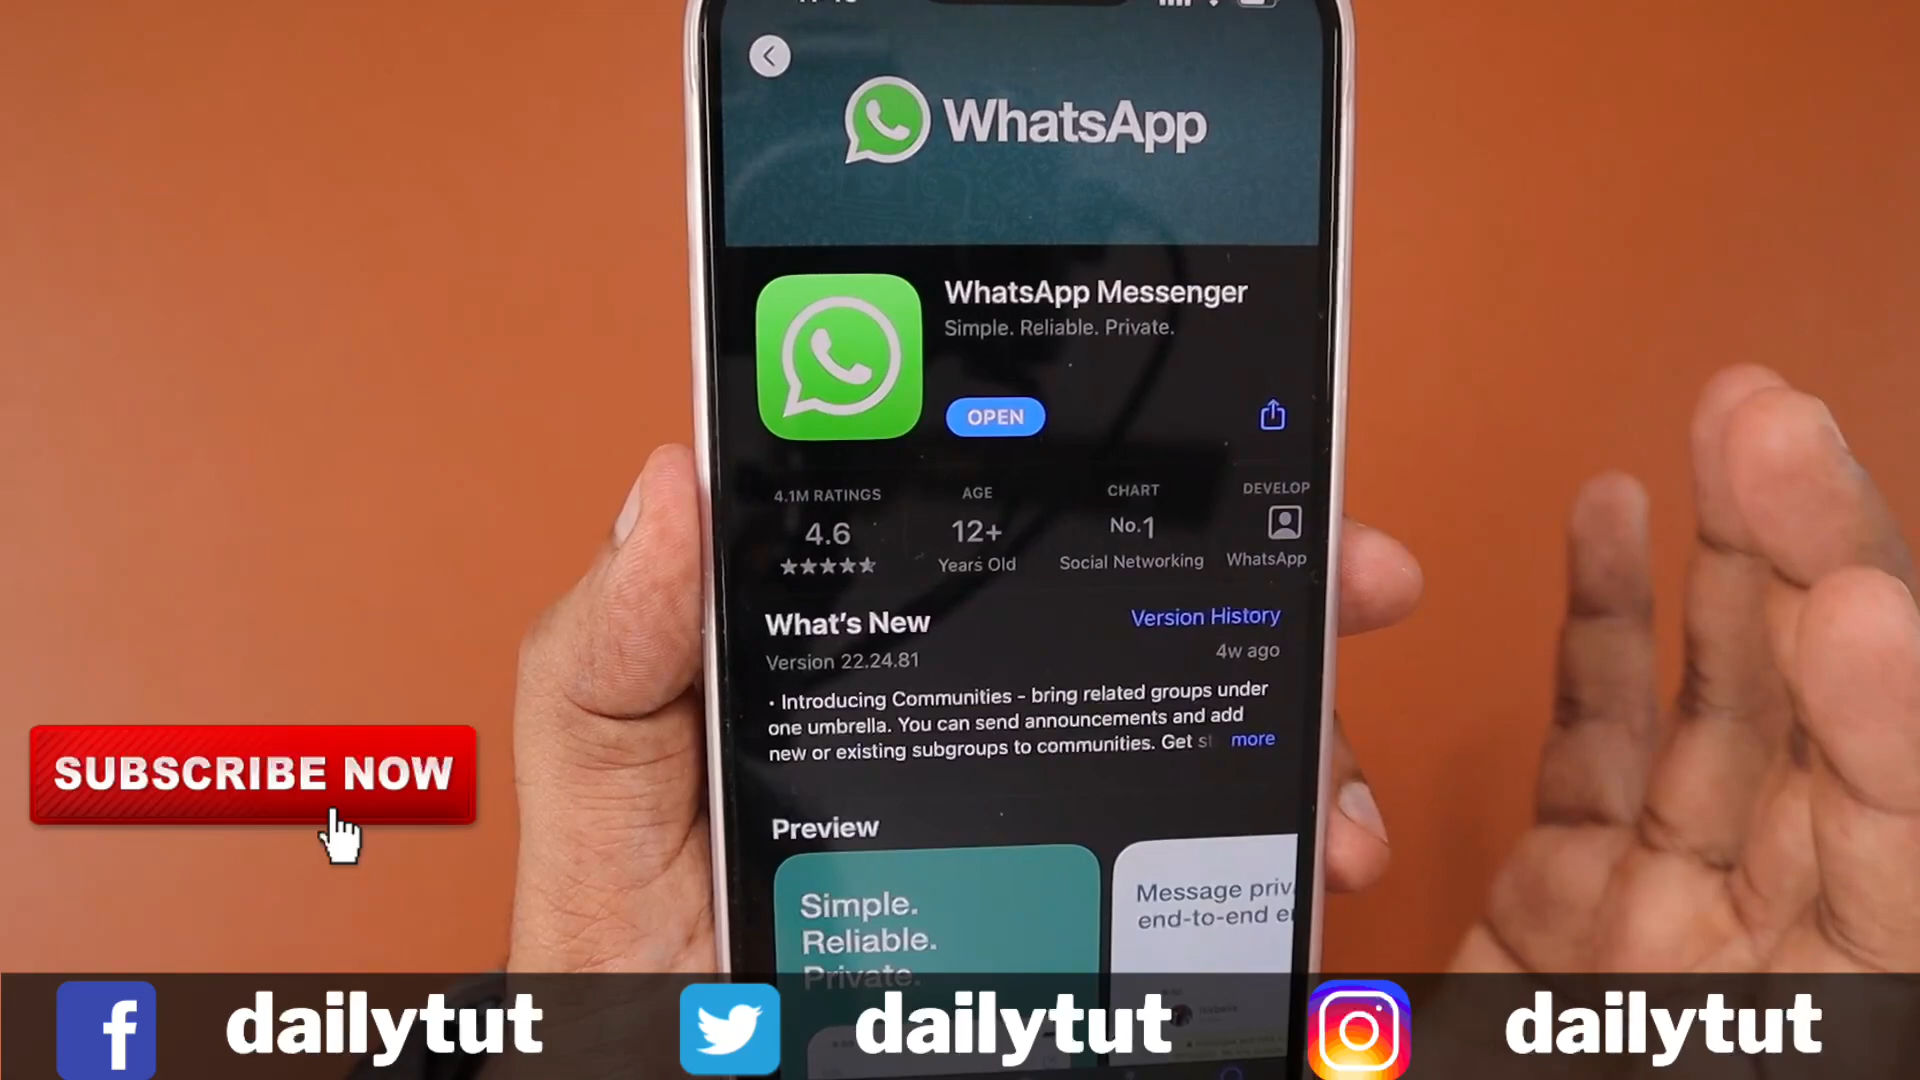 WhatsApp
WhatsApp Messenger
Simple. Reliable. Private.
OPEN
4.1M RATINGS
4.6
AGE
12+
Years Old
CHART
No.1
Social Networking
DEVELOP
WhatsApp
What's New
Version History
Version 22.24.81
4w ago
• Introducing Communities - bring related groups under
one umbrella. You can send announcements and add
new or existing subgroups to communities. Get st more
SUBSCRIBE NOW
Preview
Simple.
Reliable.
Private.
Message priv
end-to-end e
dailytut
dailytut
dailytut